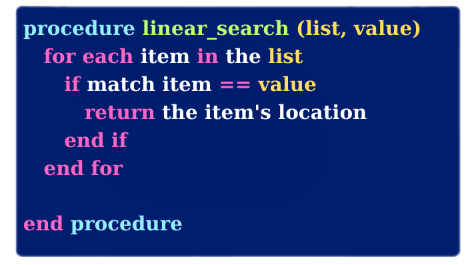 procedure linear_search (list, value)
for each item in the list
if match item == value
return the item's location
end if
end for
end procedure